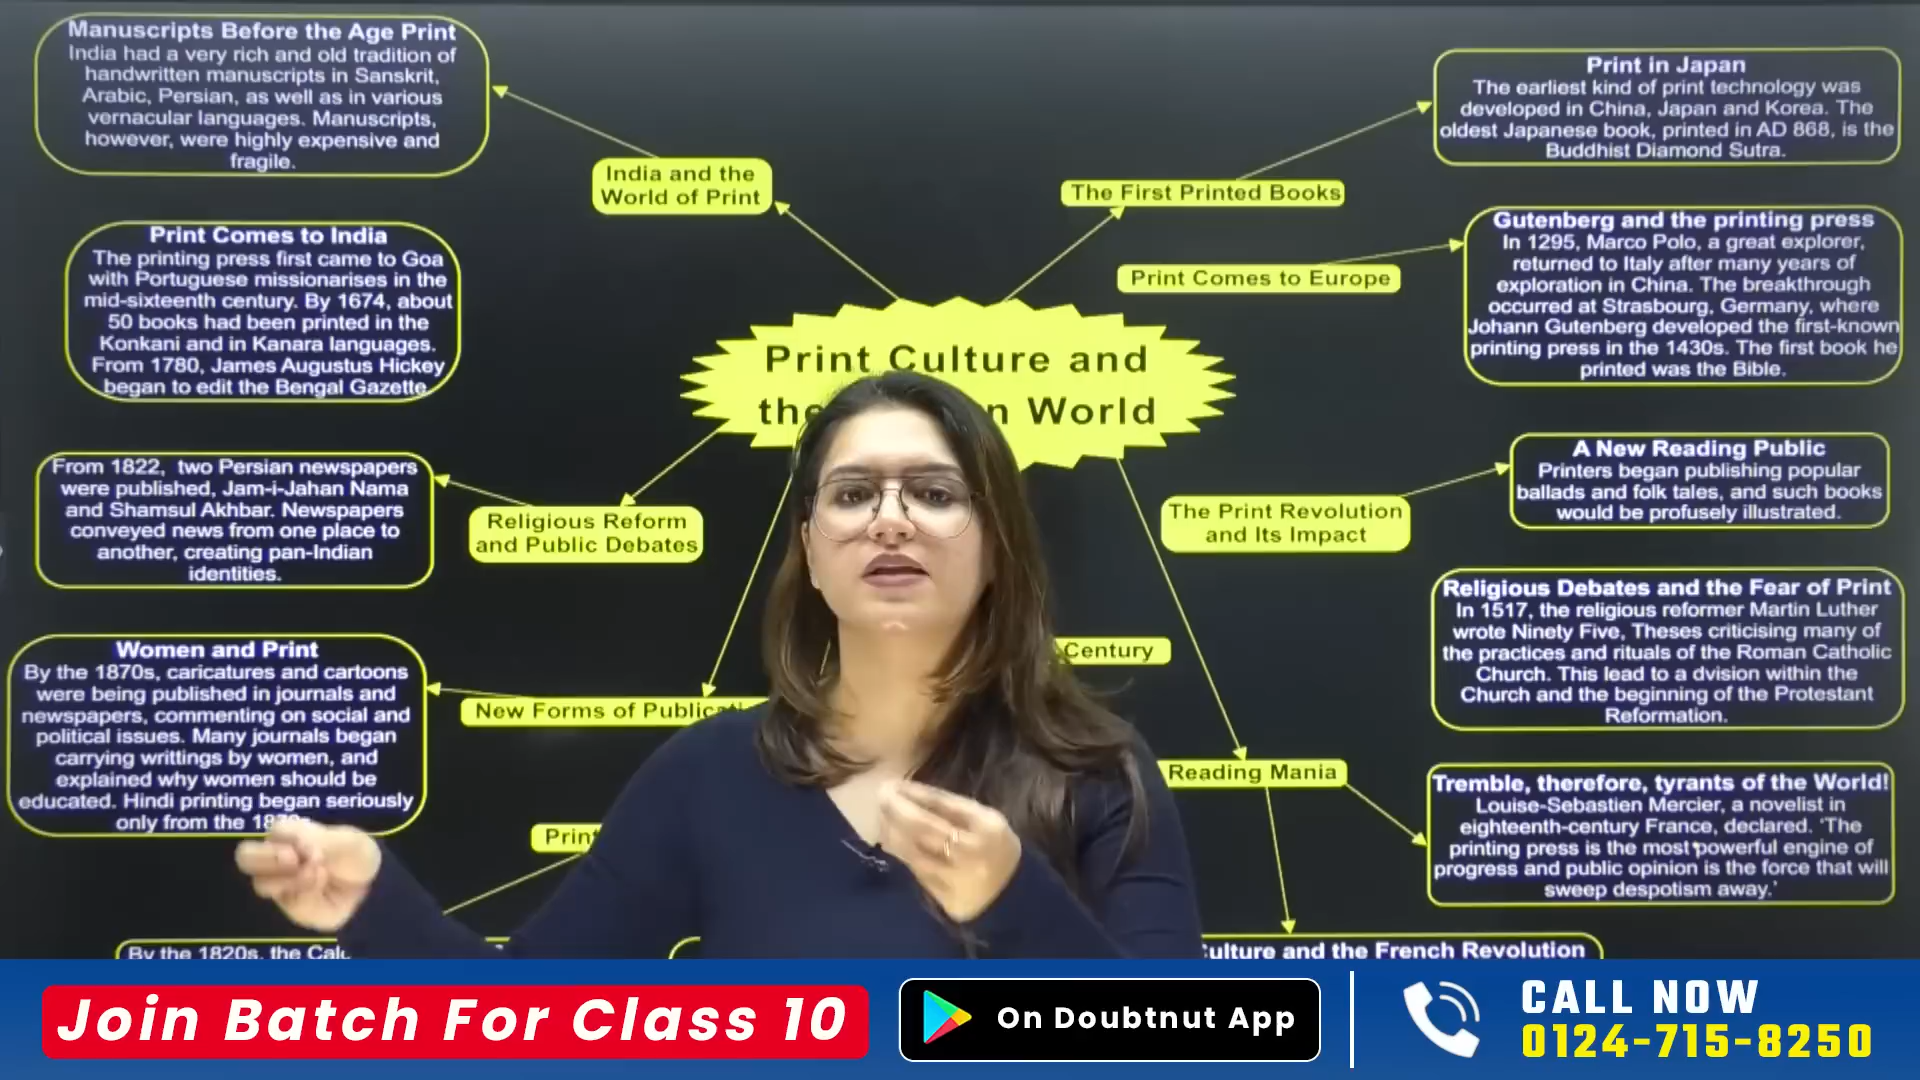 Manuscripts Before the Age Print
India had a very rich and old tradition of
handwritten manuscripts in Sanskrit,
Arabic, Persian, as well as in various
vernacular languages. Manuscripts,
however, were highly expensive and
fragile.
India and the
World of Print
The First Printed Books
Print in Japan
The earliest kind of print technology was
developed in China, Japan and Korea. The
oldest Japanese book, printed in AD 868, is the
Buddhist Diamond Sutra.
Print Comes to India
The printing press first came to Goa
with Portuguese missionarises in the
mid-sixteenth century. By 1674, about
50 books had been printed in the
Konkani and in Kanara languages.
From 1780, James Augustus Hickey
began to edit the Bengal Gazette
Print Comes to Europe
Gutenberg and the printing press
In 1295, Marco Polo, a great explorer,
returned to Italy after many years of
exploration in China. The breakthrough
occurred at Strasbourg, Germany, where
Johann Gutenberg developed the first-known
printing press in the 1430s. The first book he
printed was the Bible.
Print Culture and
the World
From 1822, two Persian newspapers
were published, Jam-i-Jahan Nama
and Shamsul Akhbar. Newspapers
conveyed news from one place to
another, creating pan-Indian
identities.
Religious Reform
and Public Debates
The Print Revolution
and Its Impact
A New Reading Public
Printers began publishing popular
ballads and folk tales, and such books
would be profusely illustrated.
Religious Debates and the Fear of Print
In 1517, the religious reformer Martin Luther
wrote Ninety Five, Theses criticising many of
the practices and rituals of the Roman Catholic
Church. This lead to a dvision within the
Church and the beginning of the Protestant
Reformation.
Women and Print
By the 1870s, caricatures and cartoons
were being published in journals and
newspapers, commenting on social and
political issues. Many journals began
carrying writtings by women, and
explained why women should be
educated. Hindi printing began seriously
only from the
New Forms of
Century
Reading Mania
Tremble, therefore, tyrants of the World!
Louise-Sebastien Mercier, a novelist in
eighteenth-century France, declared. 'The
printing press is the most powerful engine of
progress and public opinion is the force that will
sweep despotism away.'
Print
By the 1820s, the
and the French Revolution
Join Batch For Class 10
On Doubtnut App
CALL NOW
0124-715-8250